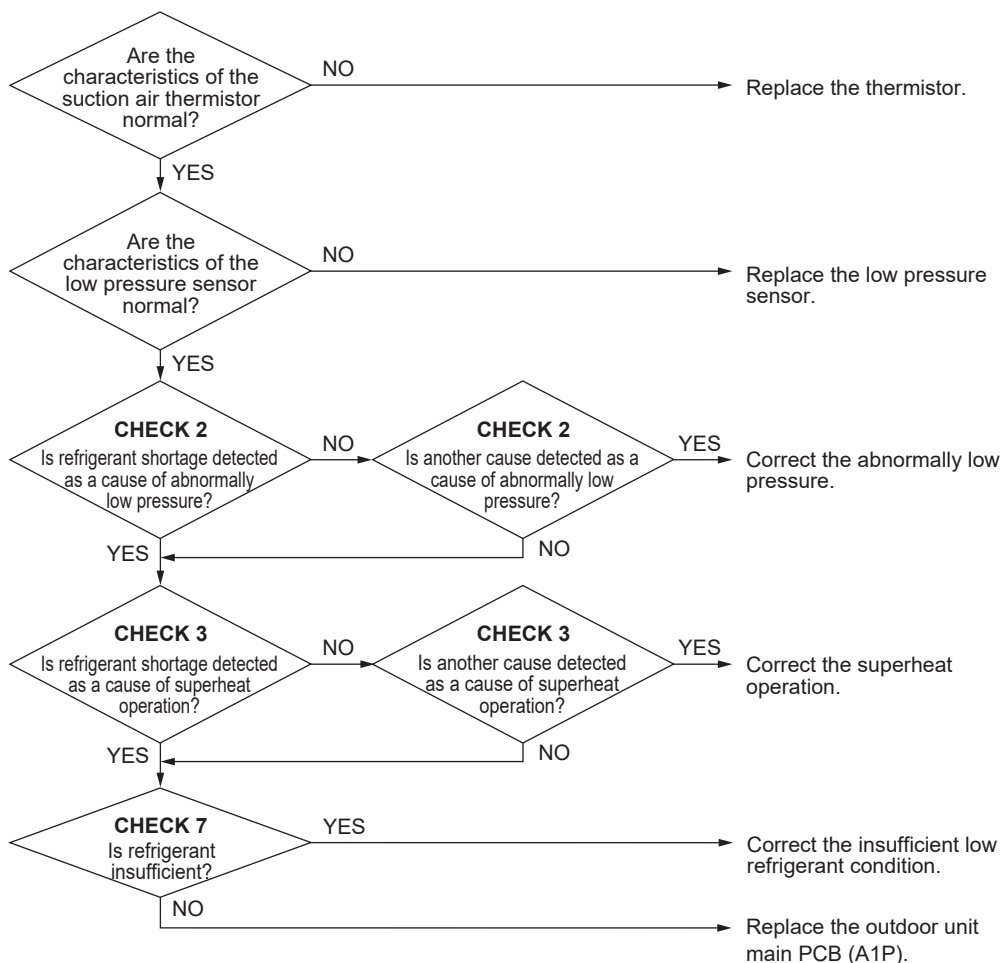 Are the
characteristics of the
suction air thermistor
normal?
NO
Replace the thermistor.
YES
Are the
characteristics of the
low pressure sensor
normal?
NO
Replace the low pressure
sensor.
YES
CHECK 2
Is refrigerant shortage detected
as a cause of abnormally
low pressure?
NO
CHECK 2
Is another cause detected as a
cause of abnormally low
pressure?
YES
Correct the abnormally low
pressure.
YES
NO
CHECK 3
Is refrigerant shortage detected
as a cause of superheat
operation?
NO
CHECK 3
Is another cause detected
as a cause of superheat
operation?
YES
Correct the superheat
operation.
YES
NO
CHECK 7
Is refrigerant
insufficient?
YES
Correct the insufficient low
refrigerant condition.
NO
Replace the outdoor unit
main PCB (A1P).